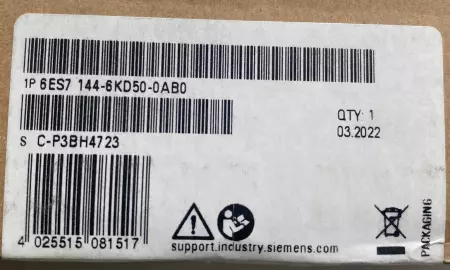 1P 6ES7 144-6KD50-0AB0
QTY: 1
03.2022
S C-P3BH4723
4 025515 081517
support.industry.siemens.com
PACKAGING